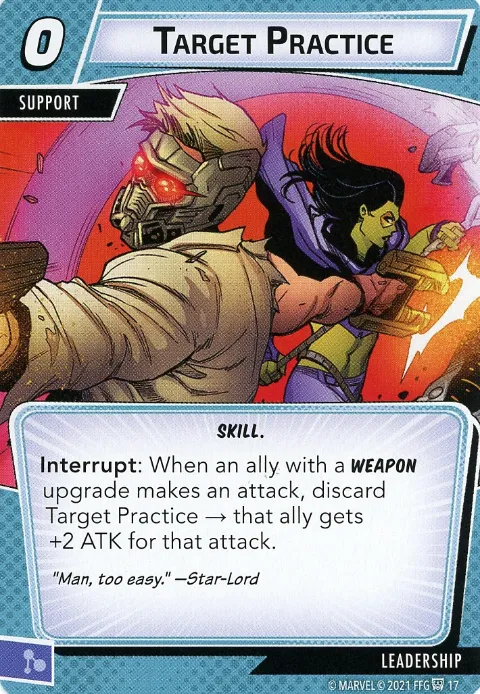 0
TARGET PRACTICE
SUPPORT
SKILL.
Interrupt: When an ally with a WEAPON
upgrade makes an attack, discard
Target Practice → that ally gets
+2 ATK for that attack.
"Man, too easy." —Star-Lord
LEADERSHIP
© MARVEL © 2021 FFG 17